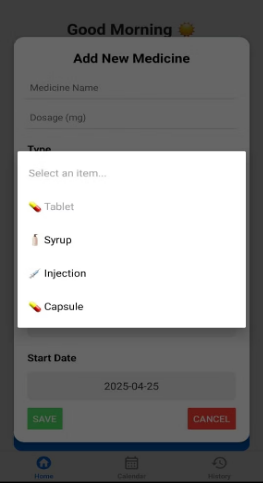 Good Morning
Add New Medicine
Medicine Name
Dosage (mg)
Type
Select an item...
Tablet
Syrup
Injection
Capsule
Start Date
2025-04-25
SAVE
CANCEL
Home
Calendar
History